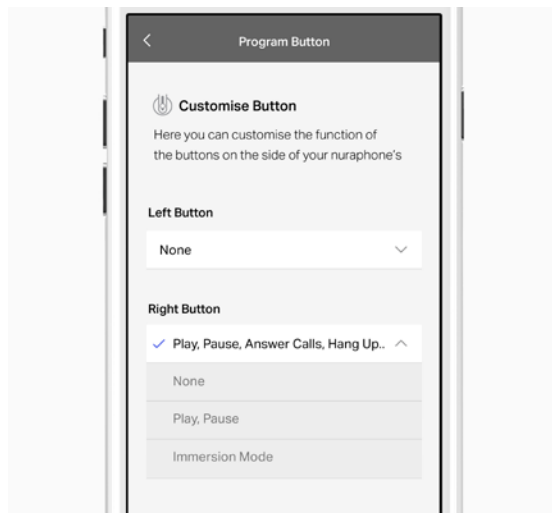 Program Button
Customise Button
Here you can customise the function of
the buttons on the side of your nuraphone's
Left Button
None
Right Button
Play, Pause, Answer Calls, Hang Up..
None
Play, Pause
Immersion Mode